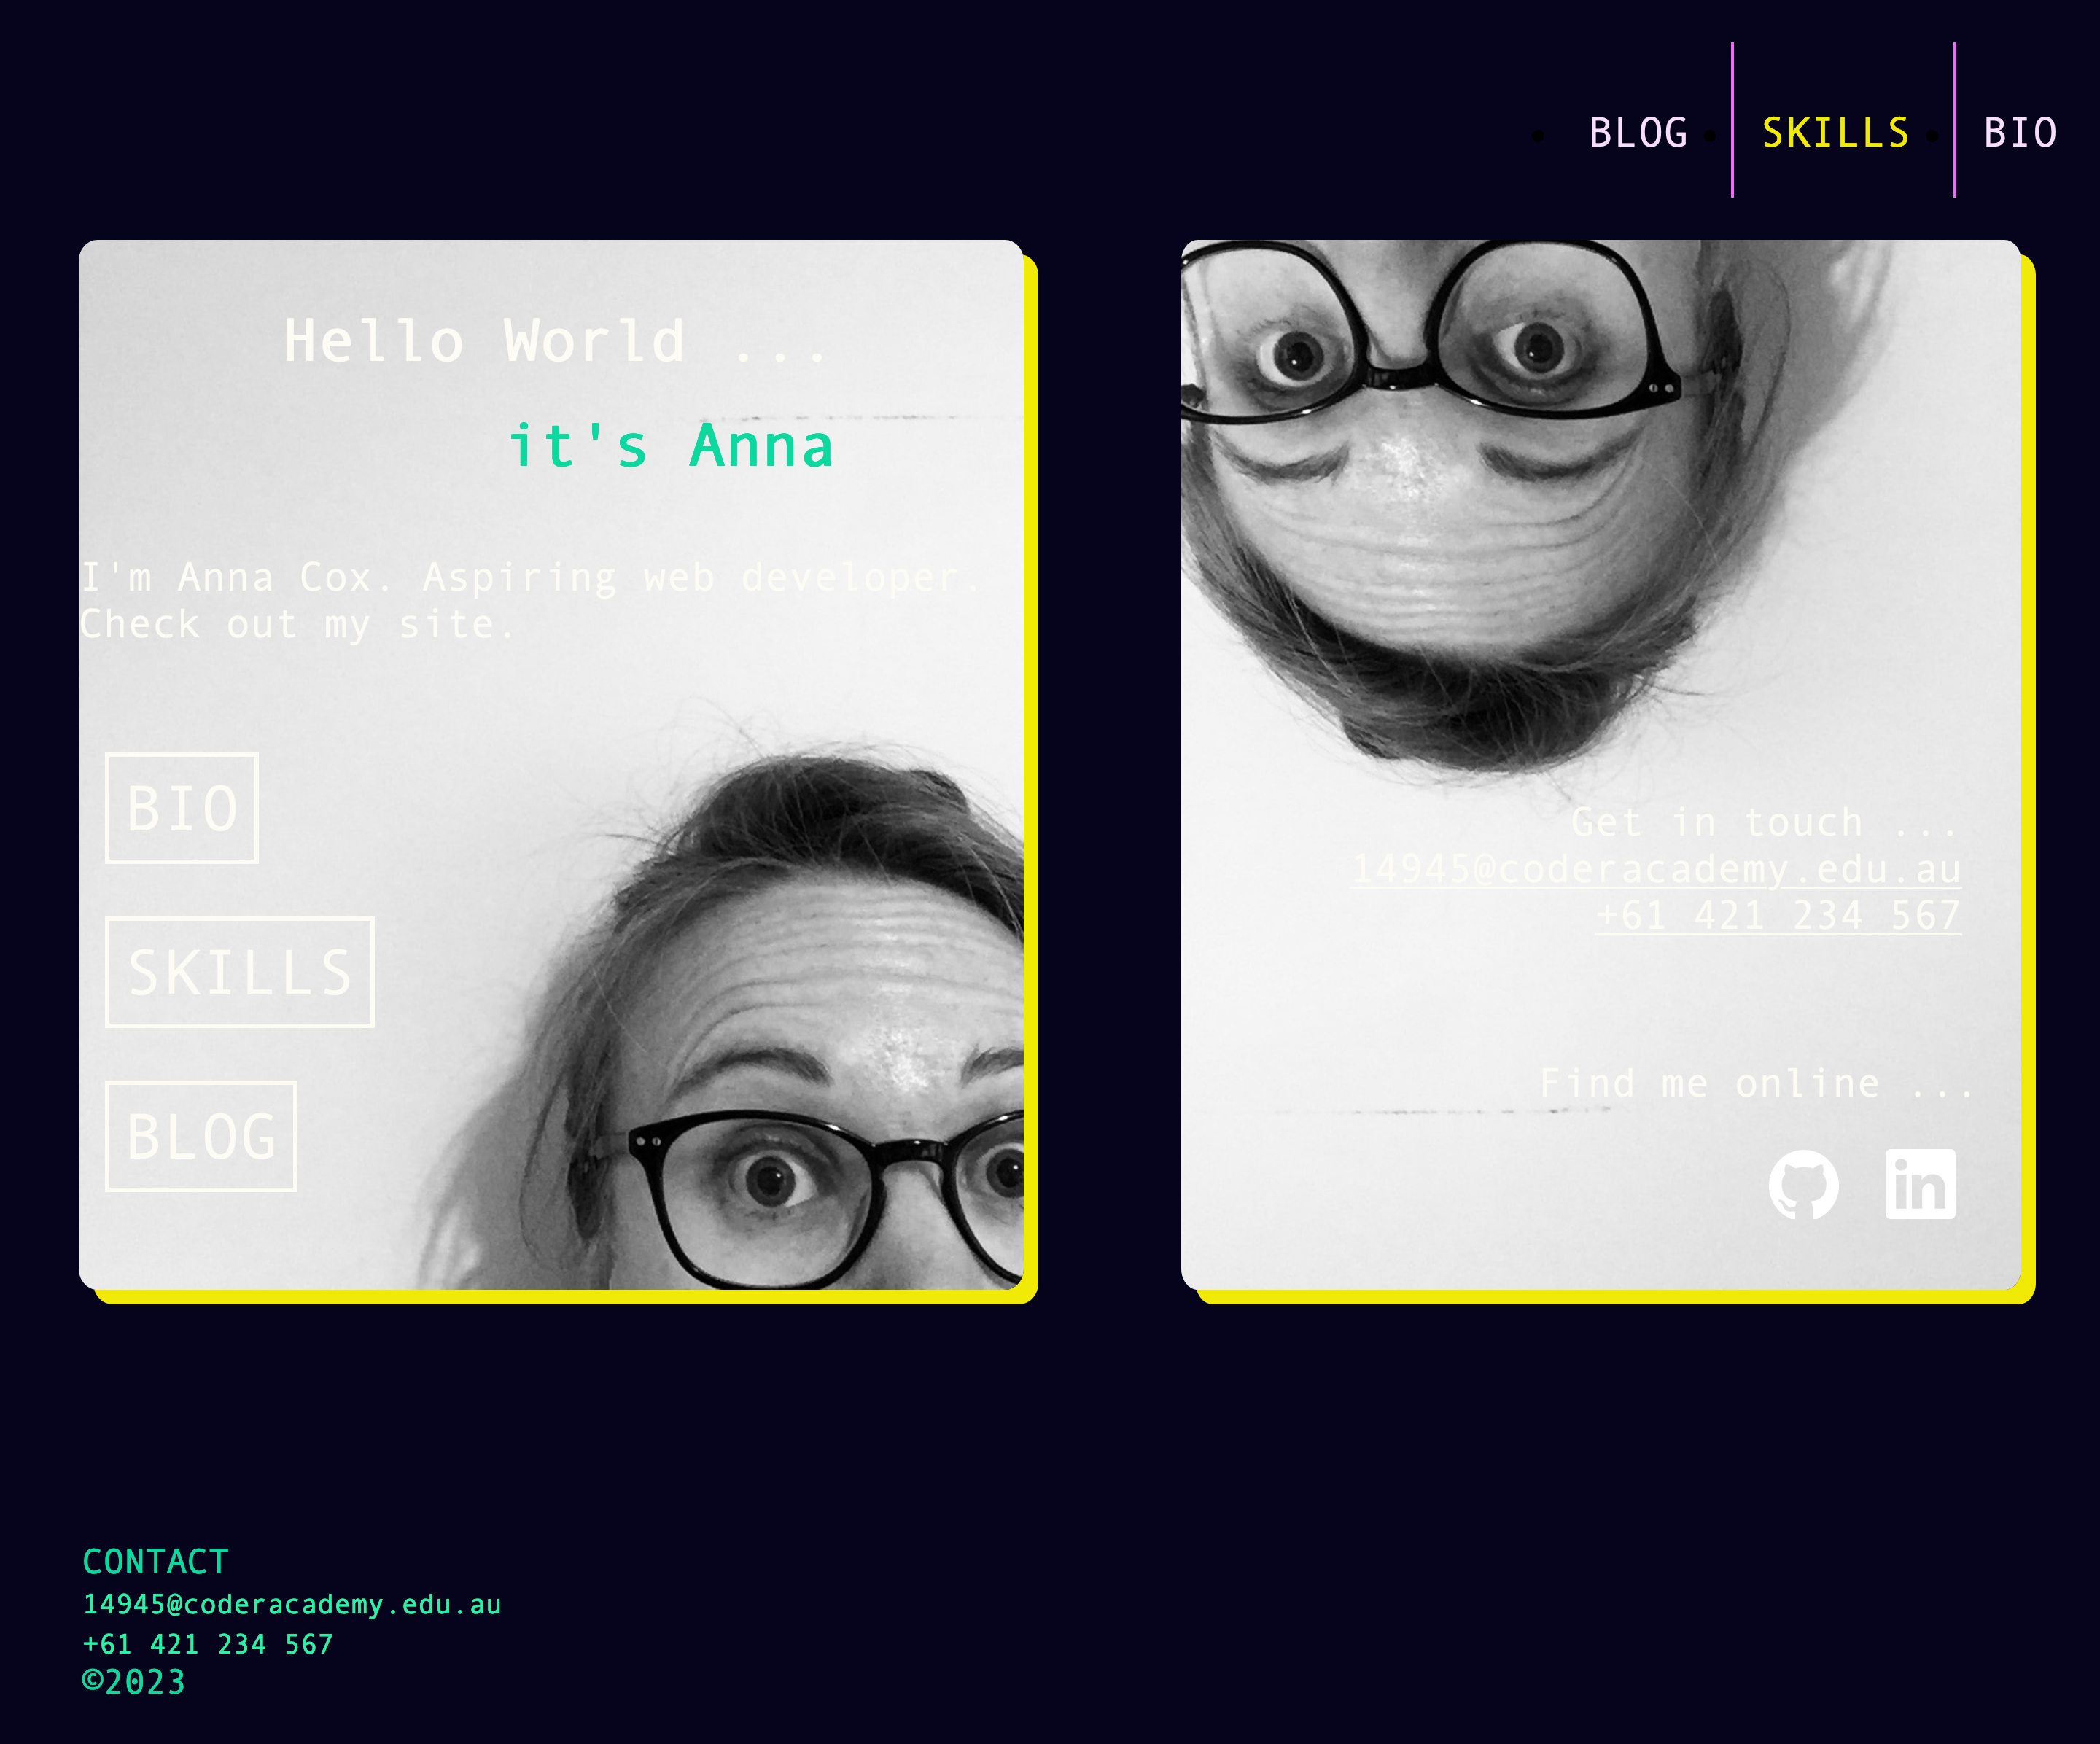 BLOG
SKILLS
BIO
Hello World ...
it's Anna
I'm Anna Cox. Aspiring web developer.
Check out my site.
BIO
SKILLS
BLOG
Get in touch ...
14945@coderacademy.edu.au
+61 421 234 567
Find me online ...
in
CONTACT
14945@coderacademy.edu.au
+61 421 234 567
©2023